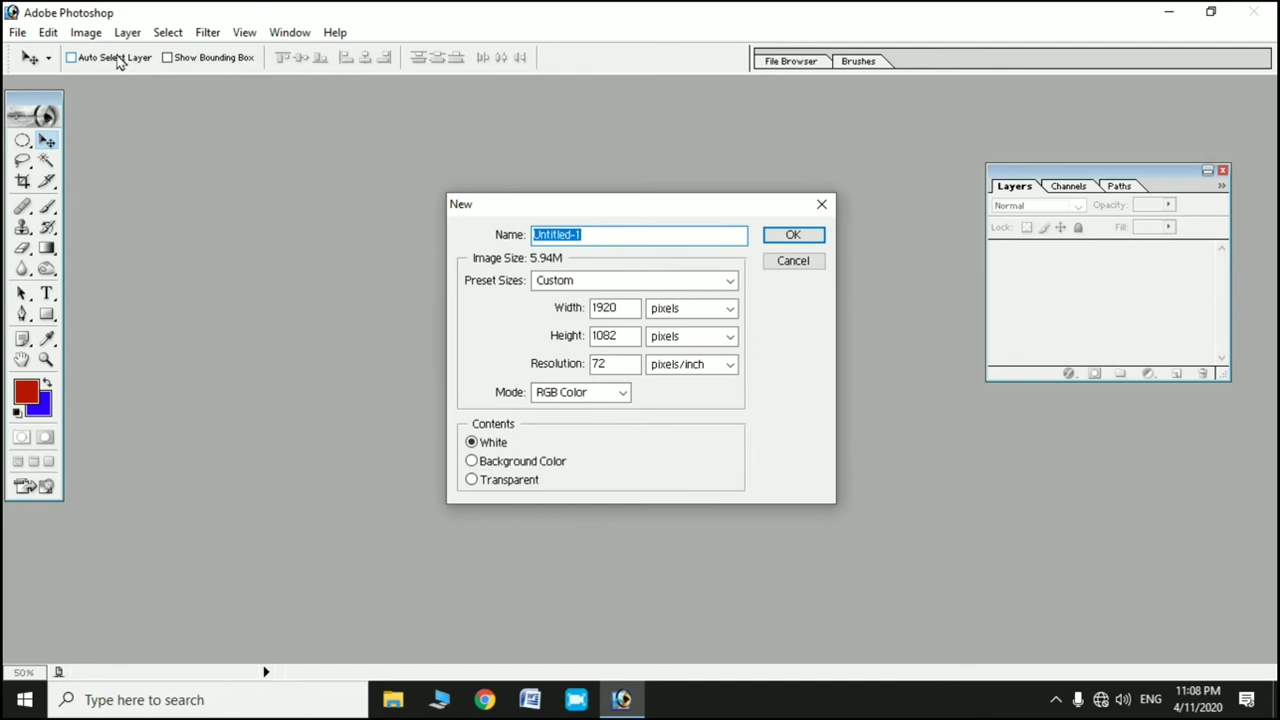 Adobe Photoshop
File Edit Image Layer Select Filter View Window Help
Auto Select Layer Show Bounding Box File Browser Brushes
Layers Channels Paths
Normal Opacity:
Lock: Fill:
New
Name: Untitled-1 OK
Image Size: 5.94M Cancel
Preset Sizes: Custom
Width: 1920 pixels
Height: 1082 pixels
Resolution: 72 pixels/inch
Mode: RGB Color
Contents
White
Background Color
Transparent
T
50%
Type here to search ENG 11:08 PM
4/11/2020